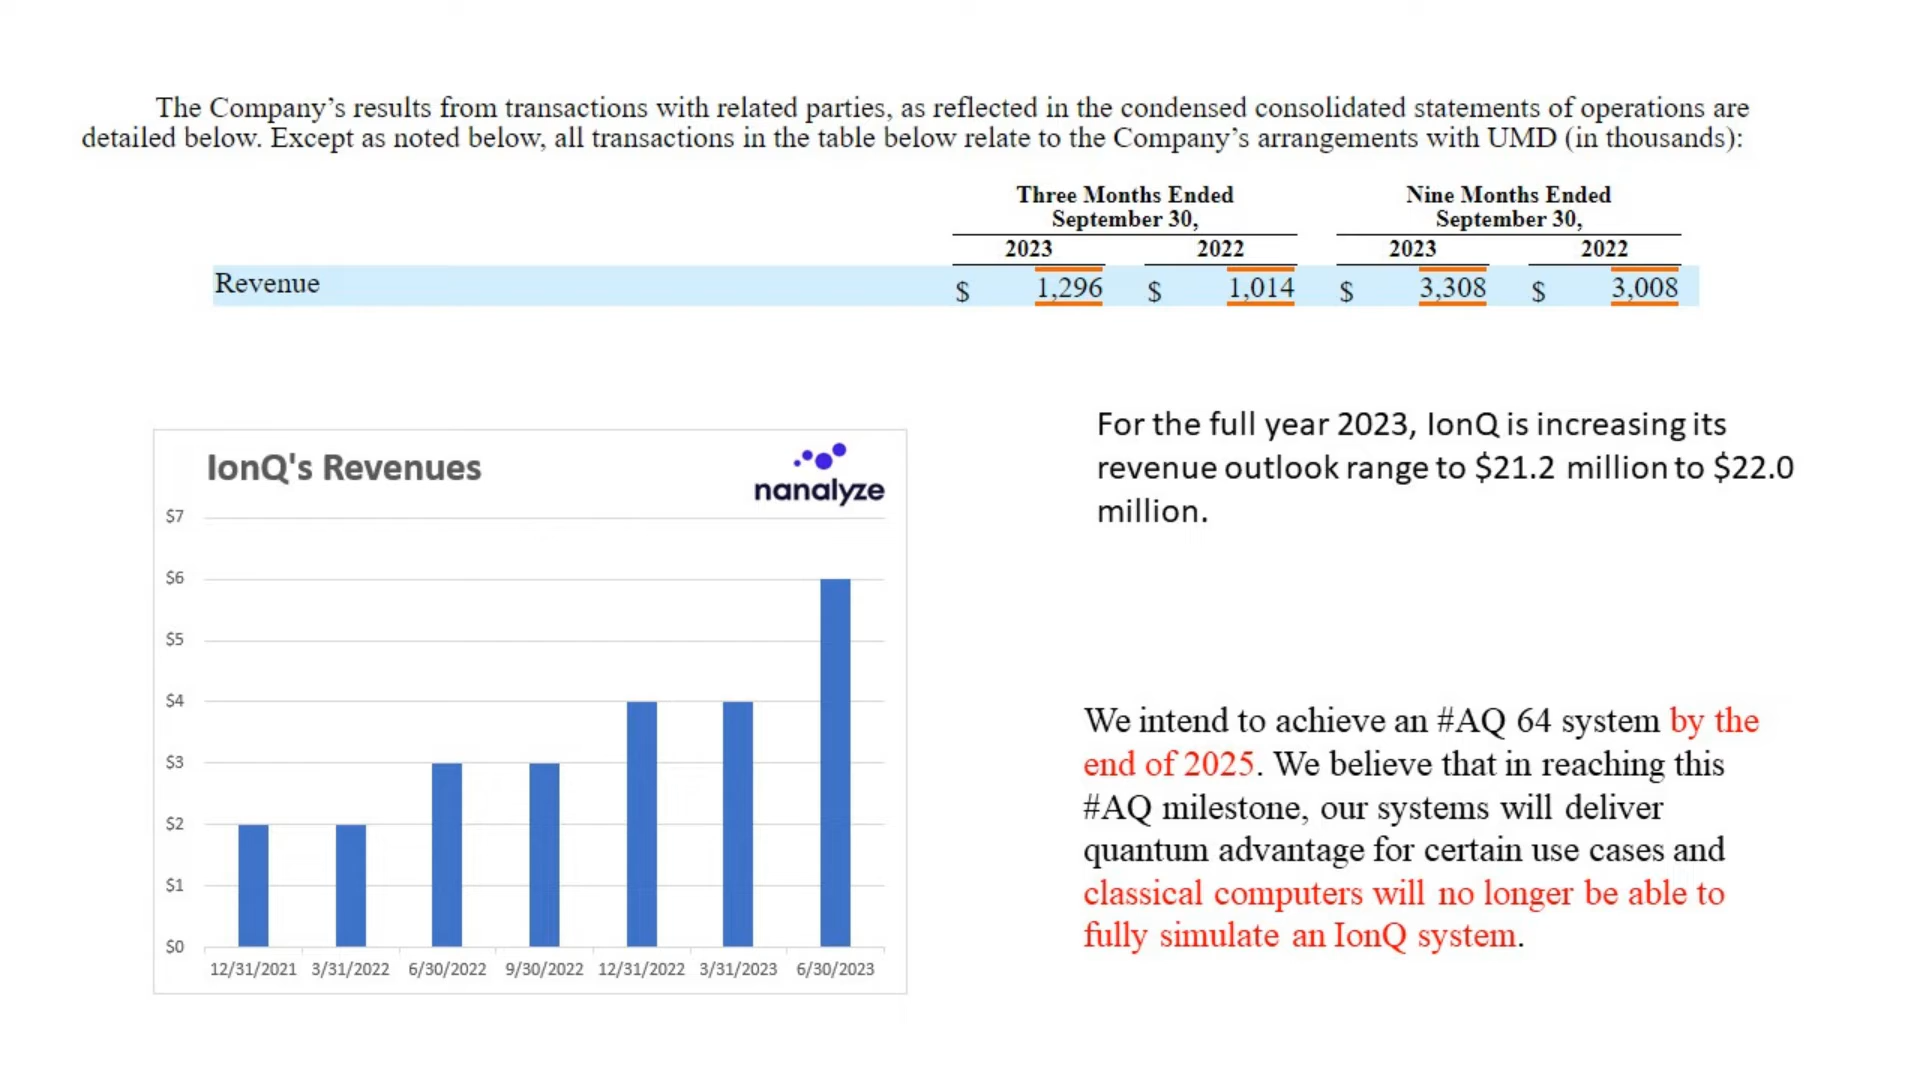 The Company’s results from transactions with related parties, as reflected in the condensed consolidated statements of operations are
detailed below. Except as noted below, all transactions in the table below relate to the Company’s arrangements with UMD (in thousands):
Three Months Ended September 30,
Nine Months Ended September 30,
2023 2022 2023 2022
Revenue $ 1,296 $ 1,014 $ 3,308 $ 3,008
For the full year 2023, IonQ is increasing its
revenue outlook range to $21.2 million to $22.0
million.
IonQ's Revenues
nanalyze
$7
$6
$5
$4
$3
$2
$1
$0
12/31/2021 3/31/2022 6/30/2022 9/30/2022 12/31/2022 3/31/2023 6/30/2023
We intend to achieve an #AQ 64 system by the
end of 2025. We believe that in reaching this
#AQ milestone, our systems will deliver
quantum advantage for certain use cases and
classical computers will no longer be able to
fully simulate an IonQ system.